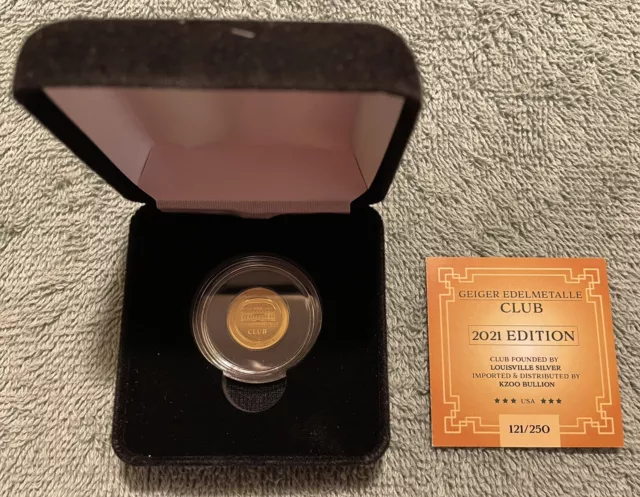 CLUB
GEIGER EDELMETALLE
CLUB
2021 EDITION
CLUB FOUNDED BY
LOUISVILLE SILVER
IMPORTED & DISTRIBUTED BY
KZOO BULLION
★★★ USA ★★★
121/250